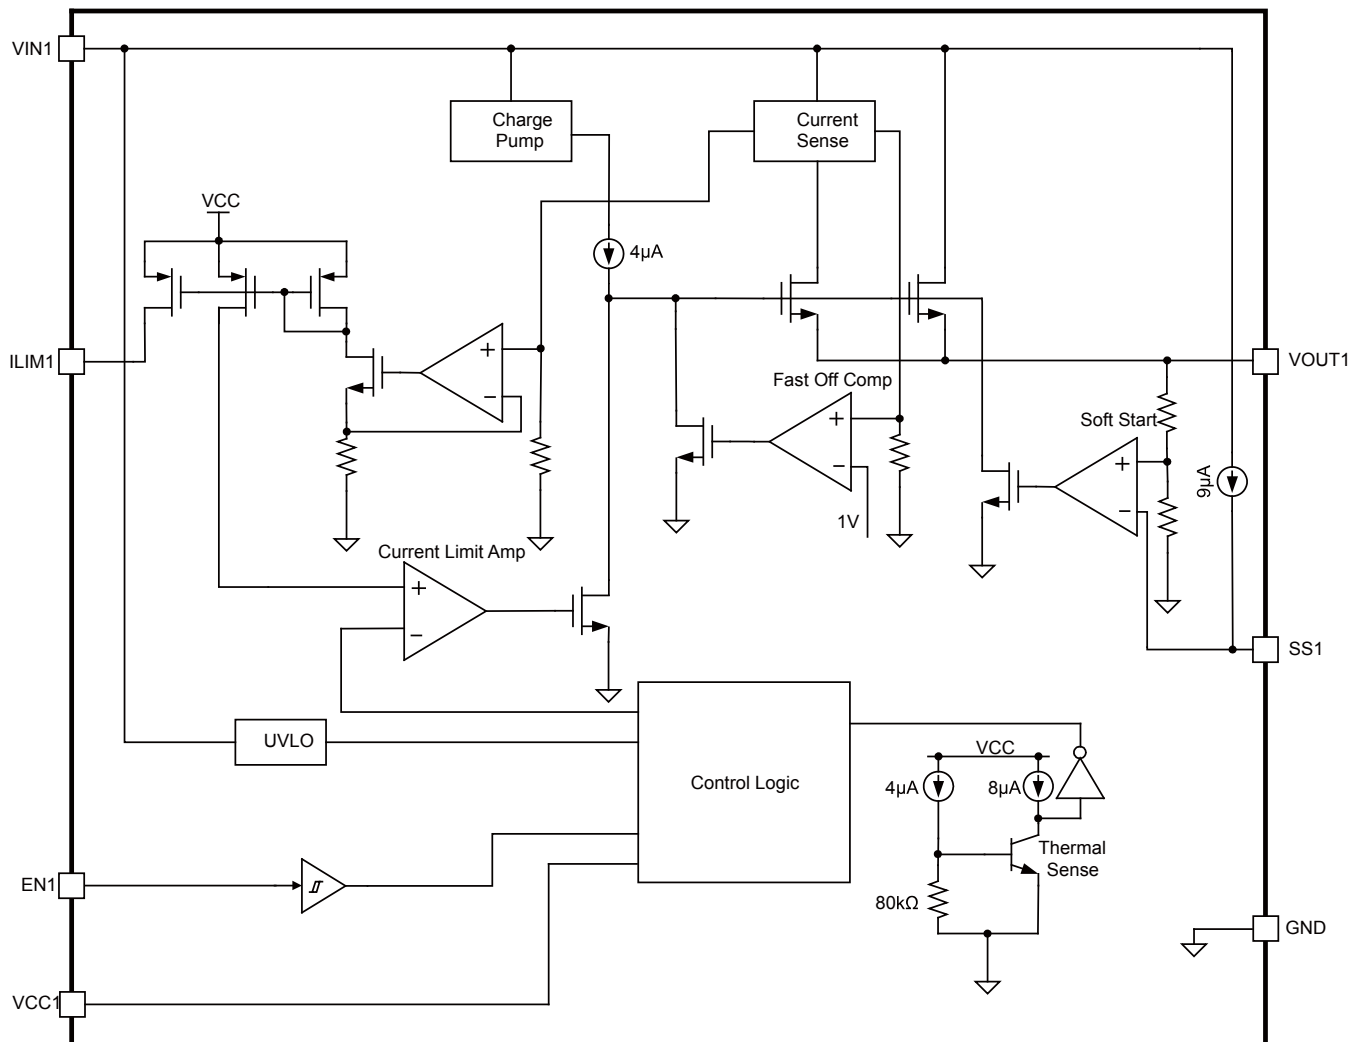 VIN1
Charge
Pump
Current
Sense
VCC
4µA
ILIM1
+
−
Fast Off Comp
+
−
1V
Soft Start
+
−
9µA
VOUT1
Current Limit Amp
+
−
SS1
UVLO
Control Logic
VCC
4µA
8µA
Thermal
Sense
80kΩ
EN1
GND
VCC1